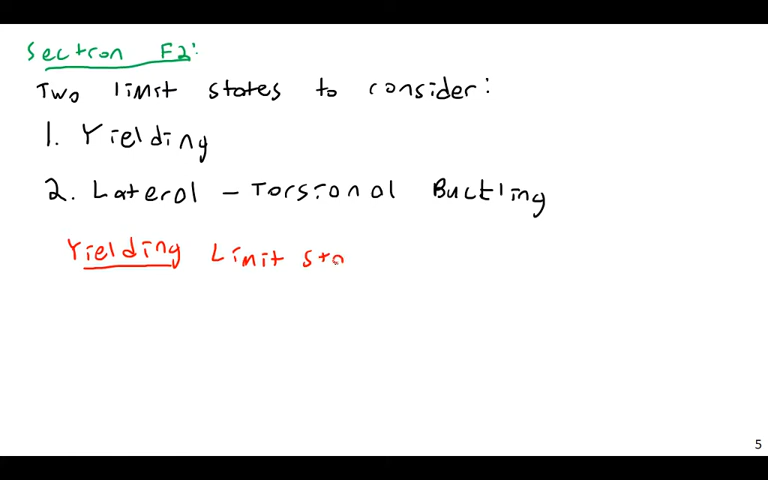 Section F2:
Two limit states to consider:
1. Yielding
2. Lateral - Torsional Buckling
Yielding Limit sta
5